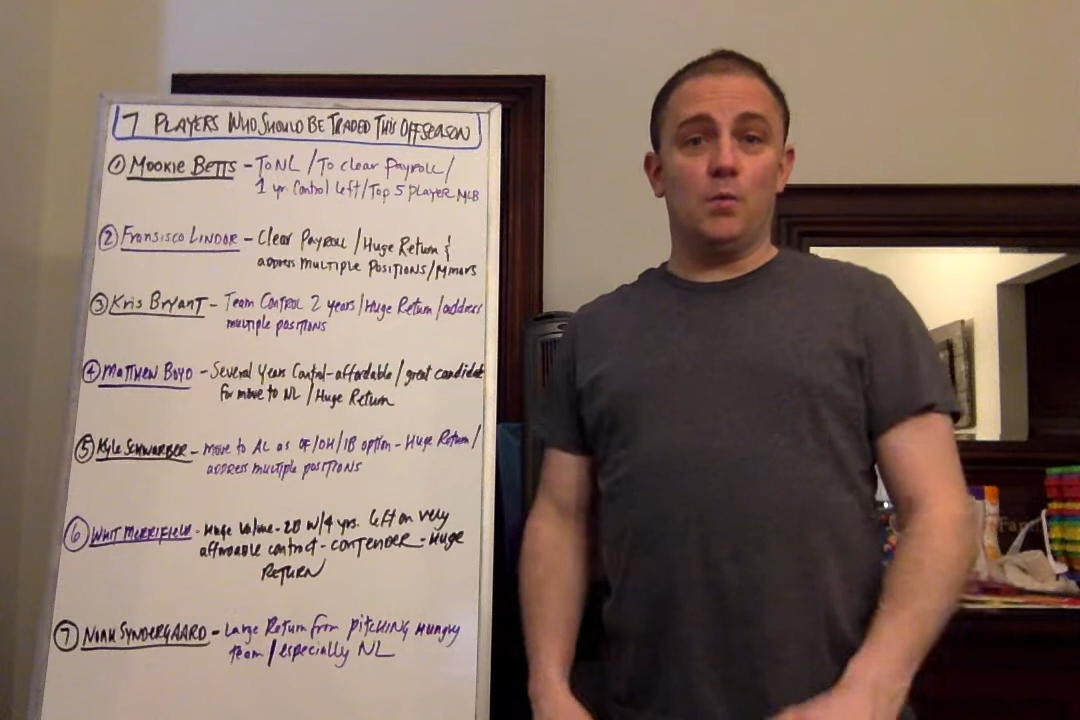 7 PLAYERS WHO SHOULD BE TRADED THIS OFFSEASON
① MOOKIE BETTS - TO NL / To clear Payroll /
1 yr. Control left / Top 5 player MLB
② FRANSISCO LINDOR - Clear Payroll / Huge Return &
address multiple positions / Minors
③ Kris Bryant - Team Control 2 years / Huge Return / address
multiple positions
④ Matthew Boyd - Several Years Control - affordable / great candidate
for move to NL / Huge Return
⑤ Kyle Schwarber - move to AL as OF/DH/1B option - Huge Return /
address multiple positions
⑥ Whit Merrifield - Huge Value - 2B w/4 yrs. left on very
affordable contract - CONTENDER - Huge
RETURN
⑦ Noah Syndergaard - Large Return from pitching hungry
team / especially NL